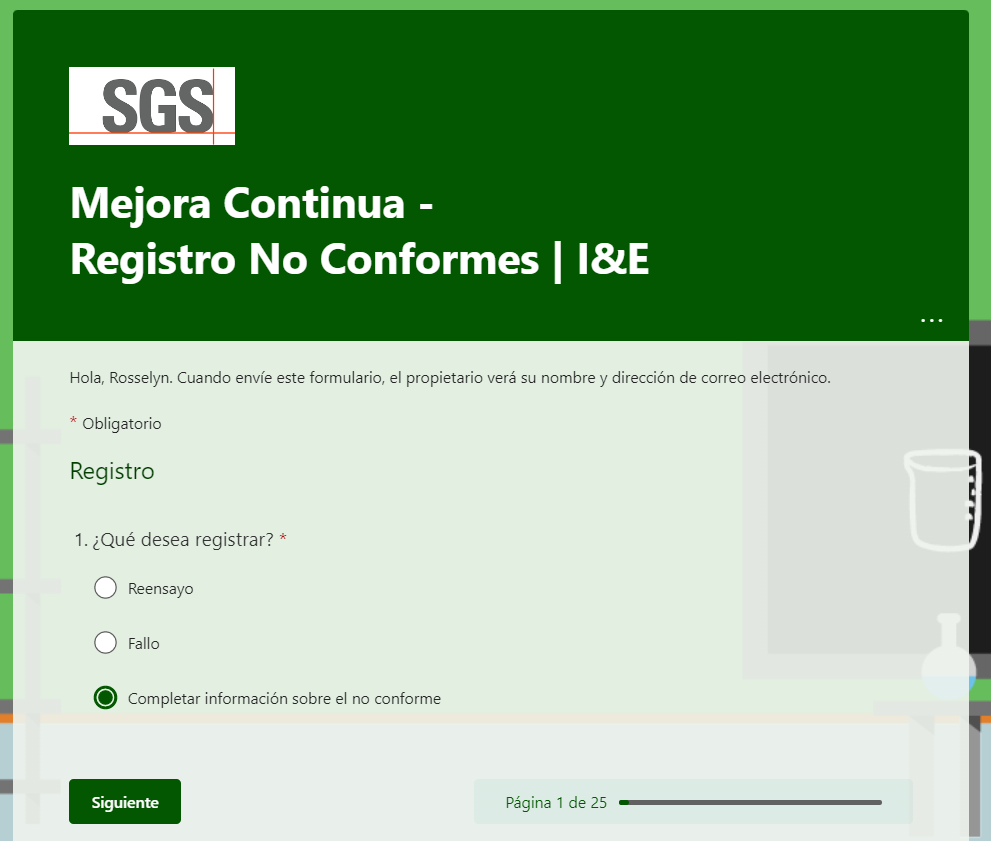 SGS
Mejora Continua -
Registro No Conformes | I&E
...
Hola, Rosselyn. Cuando envíe este formulario, el propietario verá su nombre y dirección de correo electrónico.
* Obligatorio
Registro
1. ¿Qué desea registrar? *
Reensayo
Fallo
Completar información sobre el no conforme
Siguiente
Página 1 de 25